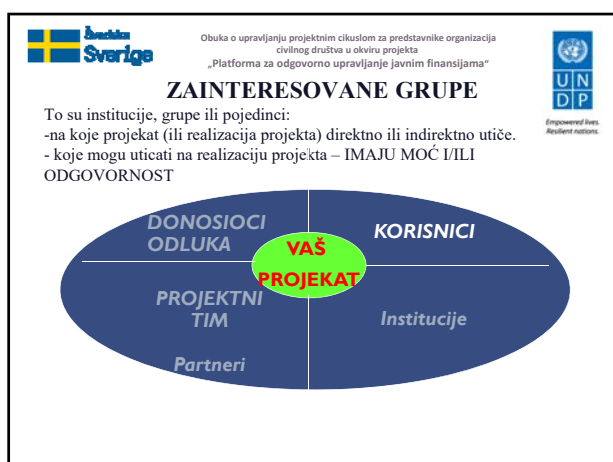 Švedska
Sverige
Obuka o upravljanju projektnim cikuslom za predstavnike organizacija
civilnog društva u okviru projekta
„Platforma za odgovorno upravljanje javnim finansijama“
U N
D P
Empowered lives.
Resilient nations.
ZAINTERESOVANE GRUPE
To su institucije, grupe ili pojedinci:
-na koje projekat (ili realizacija projekta) direktno ili indirektno utiče.
- koje mogu uticati na realizaciju projekta – IMAJU MOĆ I/ILI
ODGOVORNOST
DONOSIOCI
ODLUKA
KORISNICI
VAŠ
PROJEKAT
PROJEKTNI
TIM
Institucije
Partneri